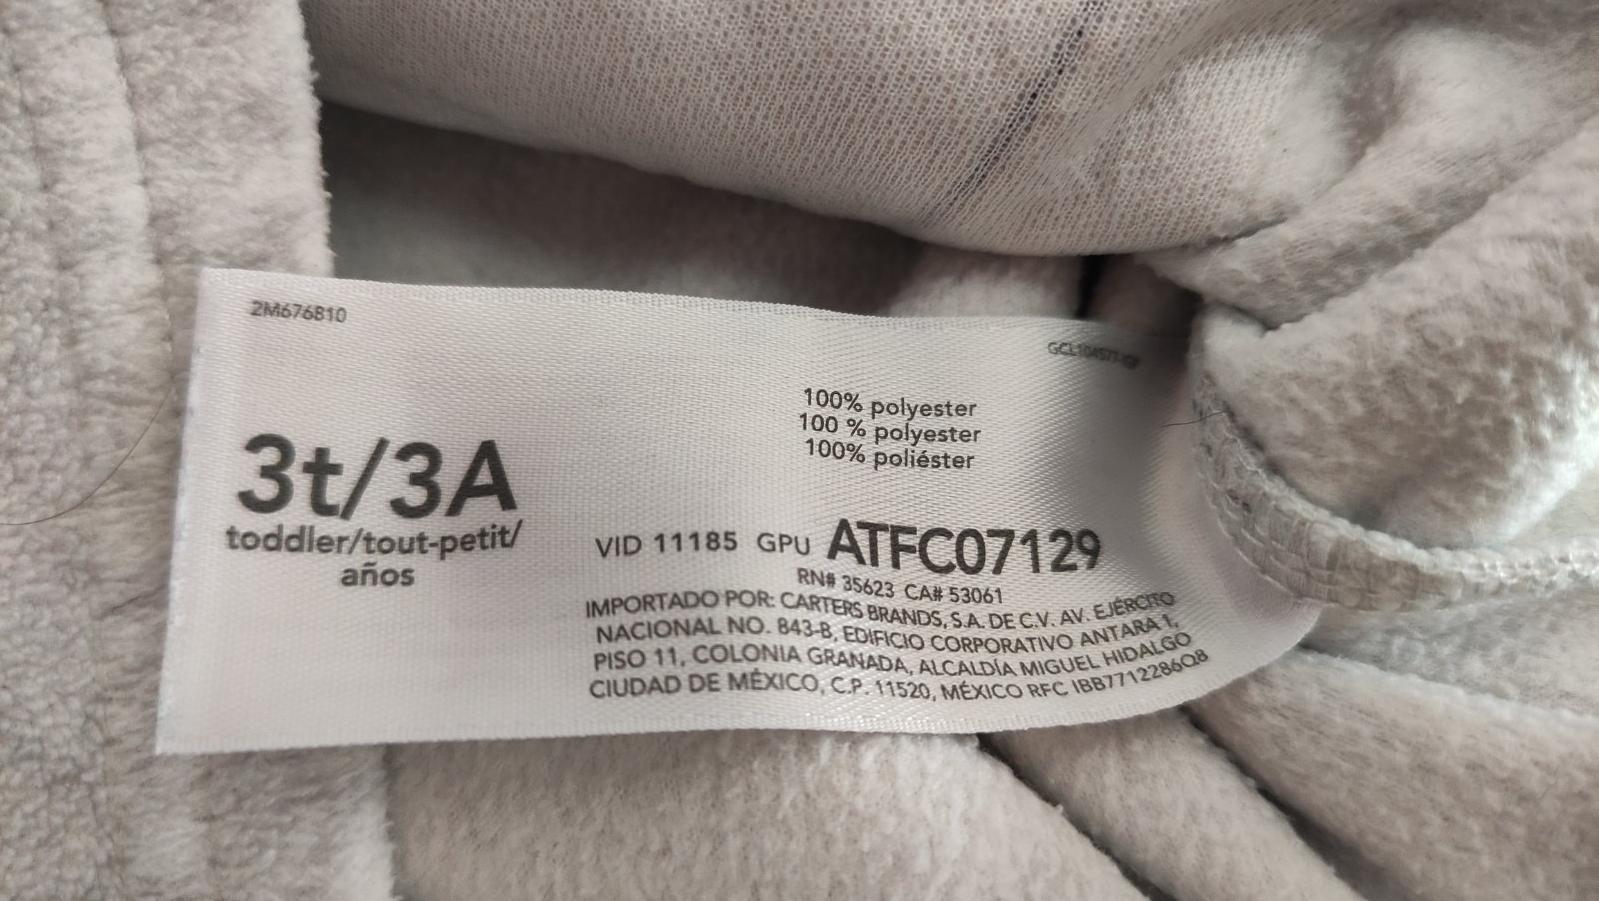 2M676810
100% polyester
100 % polyester
100% poliéster
3t/3A
toddler/tout-petit/
años
VID 11185 GPU ATFC07129
RN# 35623 CA# 53061
IMPORTADO POR: CARTERS BRANDS, S.A. DE C.V. AV. EJÉRCITO
NACIONAL NO. 843-B, EDIFICIO CORPORATIVO ANTARA 1,
PISO 11, COLONIA GRANADA, ALCALDÍA MIGUEL HIDALGO
CIUDAD DE MÉXICO, C.P. 11520, MÉXICO RFC IBB7712286Q8